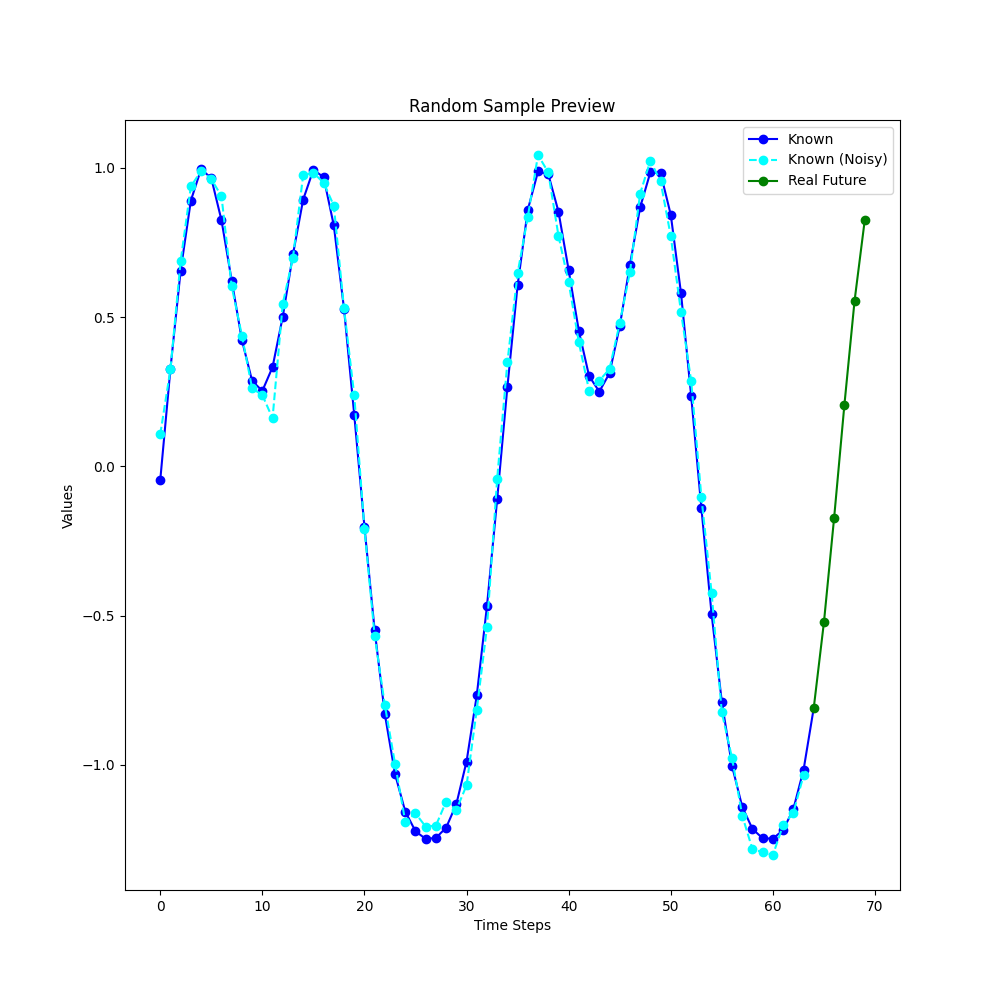 Random Sample Preview
Known
Known (Noisy)
Real Future
1.0
0.5
0.0
−0.5
−1.0
Values
0 10 20 30 40 50 60 70
Time Steps